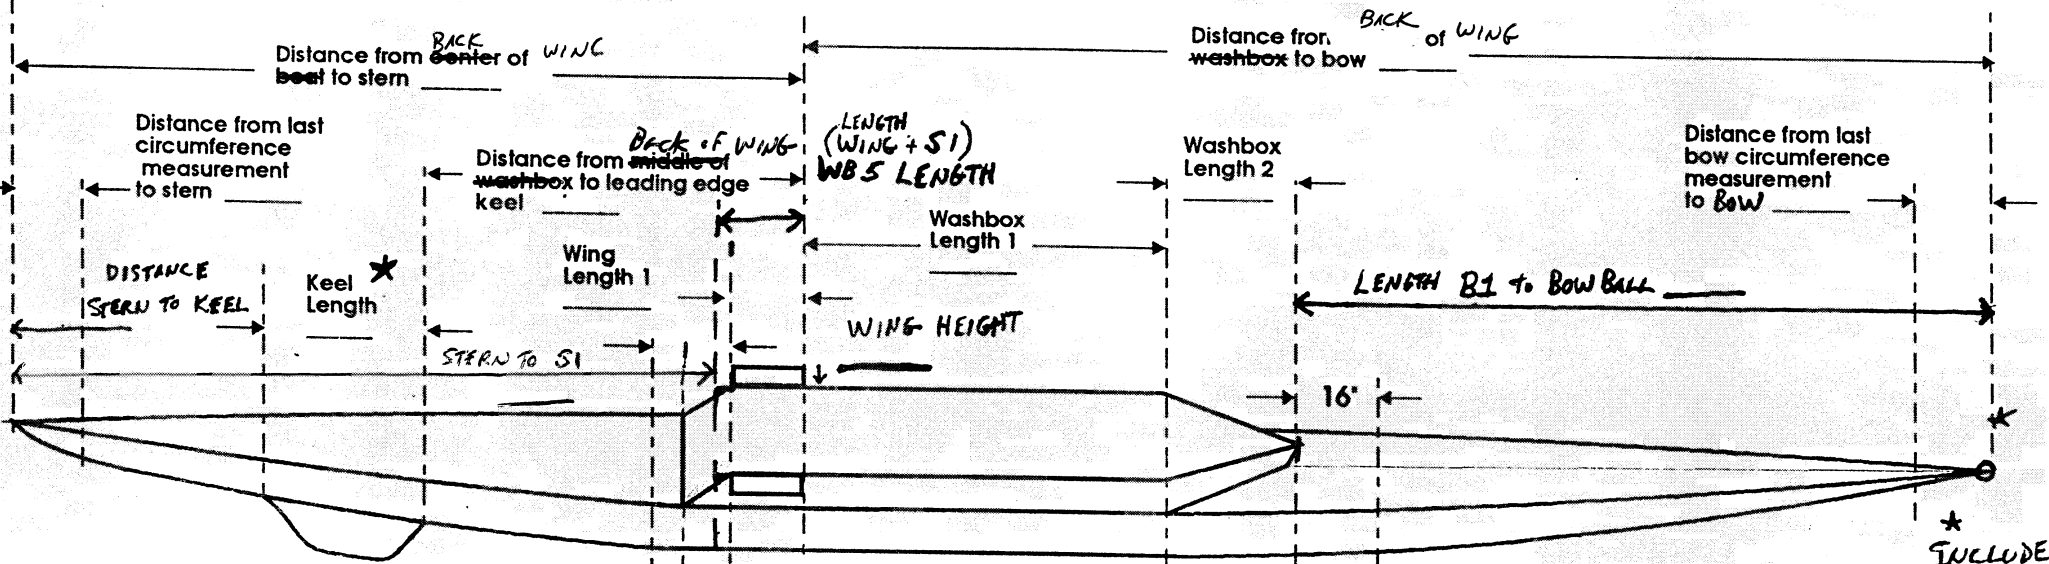 Distance from BACK center of WING
boat to stern
Distance from BACK of WING
washbox to bow
Distance from last
circumference
measurement
to stern
Distance from BACK OF WING middle of
washbox to leading edge
keel
LENGTH
(WING + S1)
WB5 LENGTH
Washbox
Length 2
Distance from last
bow circumference
measurement
to BOW
Washbox
Length 1
Wing
Length 1
DISTANCE
STERN TO KEEL
Keel ★
Length
LENGTH B1 to BOW BALL
WING HEIGHT
STERN TO S1
16"
★
★
INCLUDE